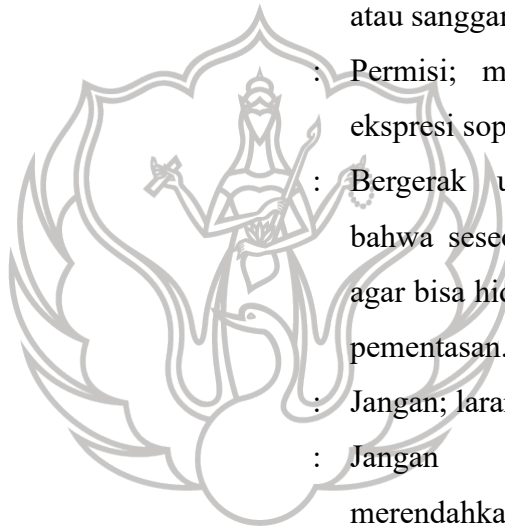 atau sanggar
: Permisi; m
ekspresi sop
: Bergerak u
bahwa sese
agar bisa hid
pementasan.
: Jangan; lara
: Jangan
merendahka